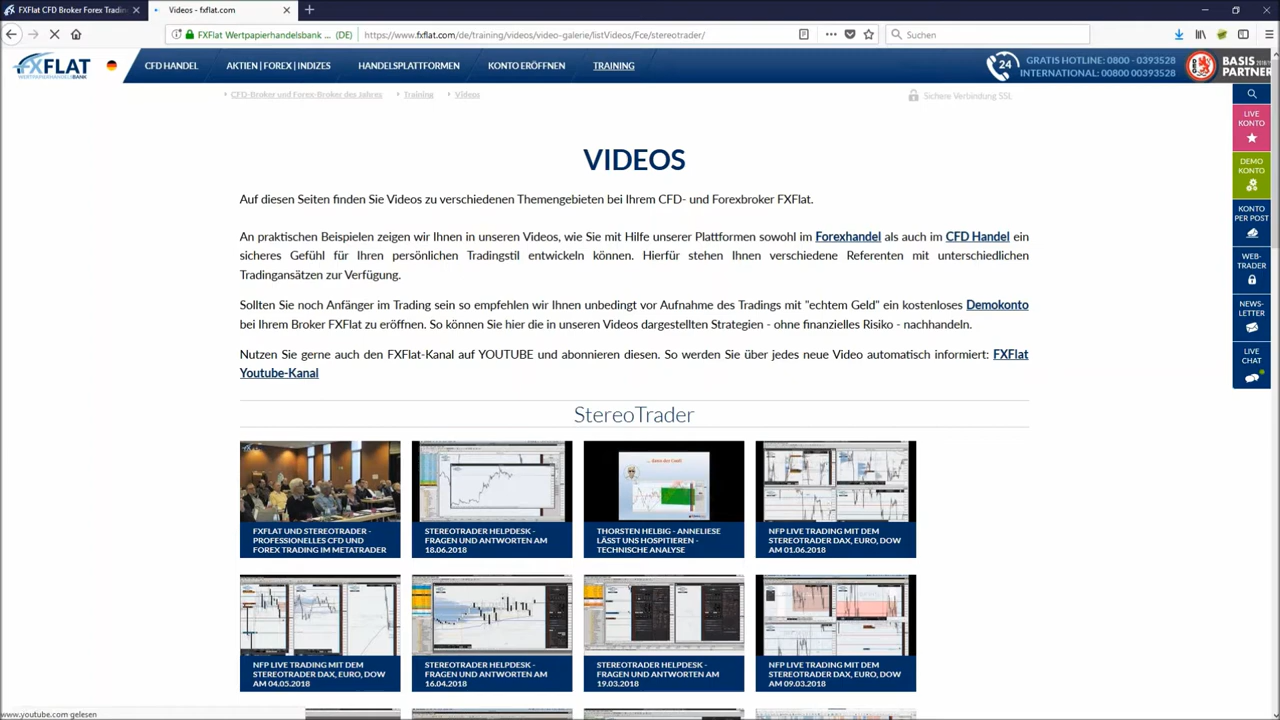 FXFlat CFD Broker Forex Tradin
Videos - fxflat.com
FXFlat Wertpapierhandelsbank ... (DE)
https://www.fxflat.com/de/training/videos/video-galerie/listVideos/Fce/stereotrader/
Suchen
FXFLAT
WERTPAPIERHANDELSBANK
CFD HANDEL
AKTIEN | FOREX | INDIZES
HANDELSPLATTFORMEN
KONTO ERÖFFNEN
TRAINING
24
GRATIS HOTLINE: 0800 - 0393528
INTERNATIONAL: 00800 00393528
BASIS
PARTNER
CFD-Broker und Forex-Broker des Jahres
Training
Videos
Sichere Verbindung SSL
LIVE
KONTO
DEMO
KONTO
KONTO
PER POST
WEB-
TRADER
NEWS-
LETTER
LIVE
CHAT
VIDEOS
Auf diesen Seiten finden Sie Videos zu verschiedenen Themengebieten bei Ihrem CFD- und Forexbroker FXFlat.
An praktischen Beispielen zeigen wir Ihnen in unseren Videos, wie Sie mit Hilfe unserer Plattformen sowohl im Forexhandel als auch im CFD Handel ein
sicheres Gefühl für Ihren persönlichen Tradingstil entwickeln können. Hierfür stehen Ihnen verschiedene Referenten mit unterschiedlichen
Tradingansätzen zur Verfügung.
Sollten Sie noch Anfänger im Trading sein so empfehlen wir Ihnen unbedingt vor Aufnahme des Tradings mit "echtem Geld" ein kostenloses Demokonto
bei Ihrem Broker FXFlat zu eröffnen. So können Sie hier die in unseren Videos dargestellten Strategien - ohne finanzielles Risiko - nachhandeln.
Nutzen Sie gerne auch den FXFlat-Kanal auf YOUTUBE und abonnieren diesen. So werden Sie über jedes neue Video automatisch informiert: FXFlat
Youtube-Kanal
StereoTrader
FXFLAT UND STEREOTRADER -
PROFESSIONELLES CFD UND
FOREX TRADING IM METATRADER
STEREOTRADER HELPDESK -
FRAGEN UND ANTWORTEN AM
18.06.2018
THORSTEN HELBIG - ANNELIESE
LÄSST UNS HOSPITIEREN -
TECHNISCHE ANALYSE
NFP LIVE TRADING MIT DEM
STEREOTRADER DAX, EURO, DOW
AM 01.06.2018
NFP LIVE TRADING MIT DEM
STEREOTRADER DAX, EURO, DOW
AM 04.05.2018
STEREOTRADER HELPDESK -
FRAGEN UND ANTWORTEN AM
16.04.2018
STEREOTRADER HELPDESK -
FRAGEN UND ANTWORTEN AM
19.03.2018
NFP LIVE TRADING MIT DEM
STEREOTRADER DAX, EURO, DOW
AM 09.03.2018
www.youtube.com gelesen